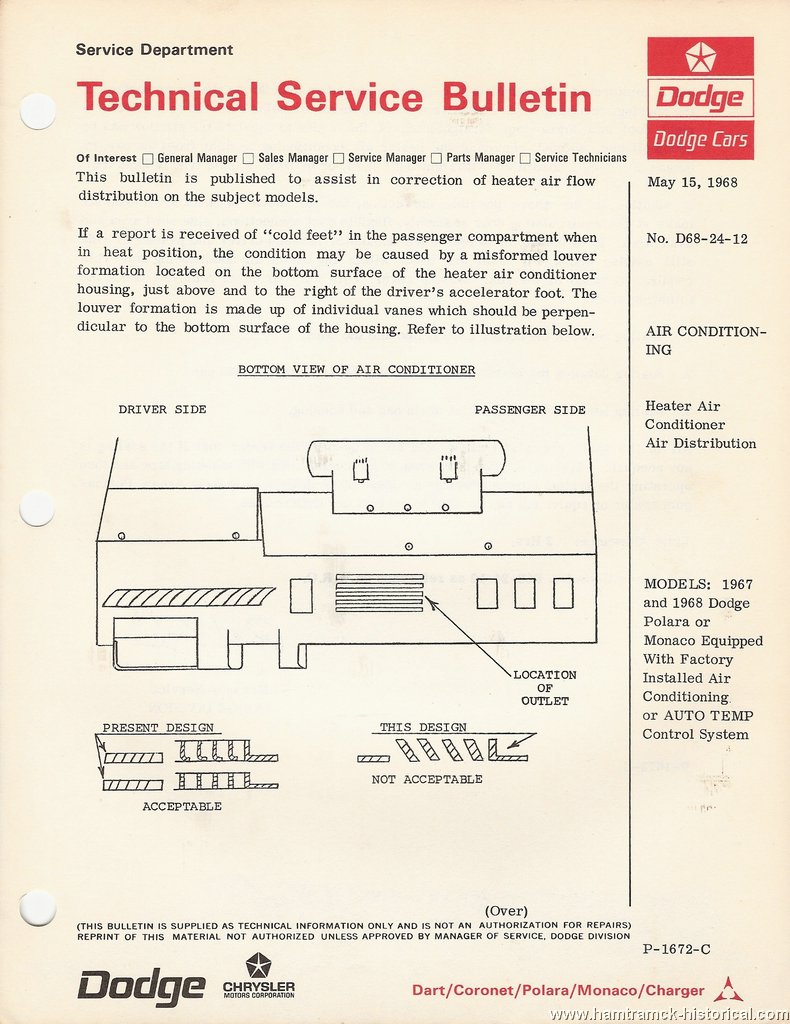 Service Department
Technical Service Bulletin
Dodge
Dodge Cars
Of Interest □ General Manager □ Sales Manager □ Service Manager □ Parts Manager □ Service Technicians
This bulletin is published to assist in correction of heater air flow
distribution on the subject models.
If a report is received of "cold feet" in the passenger compartment when
in heat position, the condition may be caused by a misformed louver
formation located on the bottom surface of the heater air conditioner
housing, just above and to the right of the driver's accelerator foot. The
louver formation is made up of individual vanes which should be perpen-
dicular to the bottom surface of the housing. Refer to illustration below.
May 15, 1968
No. D68-24-12
AIR CONDITION-
ING
Heater Air
Conditioner
Air Distribution
MODELS: 1967
and 1968 Dodge
Polara or
Monaco Equipped
With Factory
Installed Air
Conditioning
or AUTO TEMP
Control System
BOTTOM VIEW OF AIR CONDITIONER
DRIVER SIDE
PASSENGER SIDE
LOCATION
OF
OUTLET
PRESENT DESIGN
ACCEPTABLE
THIS DESIGN
NOT ACCEPTABLE
(Over)
(THIS BULLETIN IS SUPPLIED AS TECHNICAL INFORMATION ONLY AND IS NOT AN AUTHORIZATION FOR REPAIRS)
REPRINT OF THIS MATERIAL NOT AUTHORIZED UNLESS APPROVED BY MANAGER OF SERVICE, DODGE DIVISION
P-1672-C
Dodge
CHRYSLER
MOTORS CORPORATION
Dart/Coronet/Polara/Monaco/Charger
www.hamtramck-historical.com